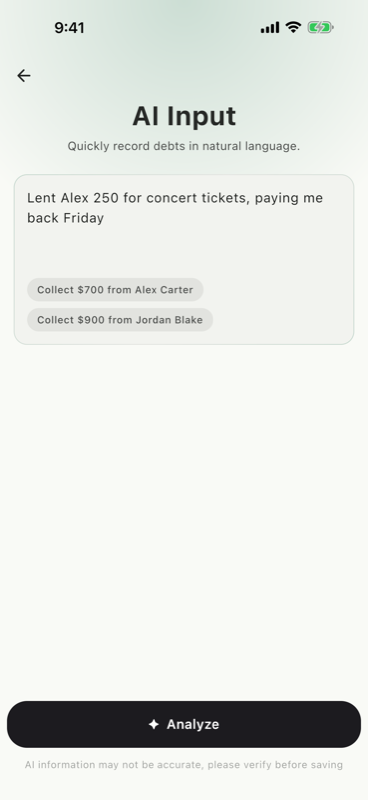 9:41
AI Input
Quickly record debts in natural language.
Lent Alex 250 for concert tickets, paying me
back Friday
Collect $700 from Alex Carter
Collect $900 from Jordan Blake
Analyze
AI information may not be accurate, please verify before saving